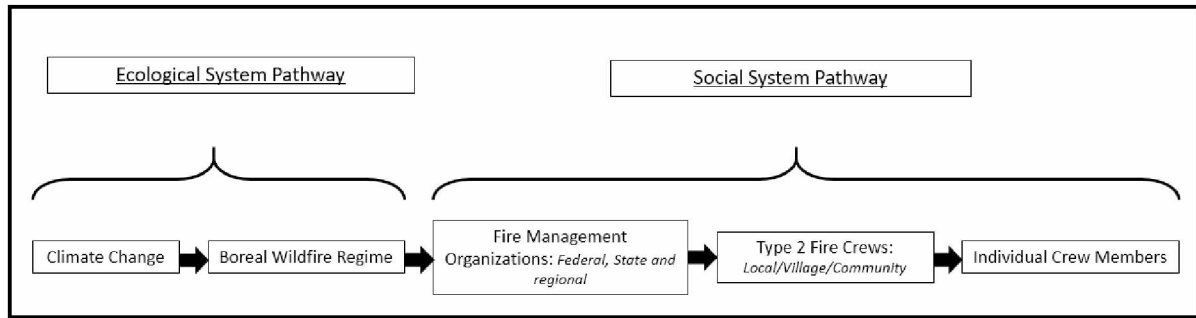 Ecological System Pathway
Social System Pathway
Climate Change
Boreal Wildfire Regime
Fire Management
Organizations: Federal, State and
regional
Type 2 Fire Crews:
Local/Village/Community
Individual Crew Members